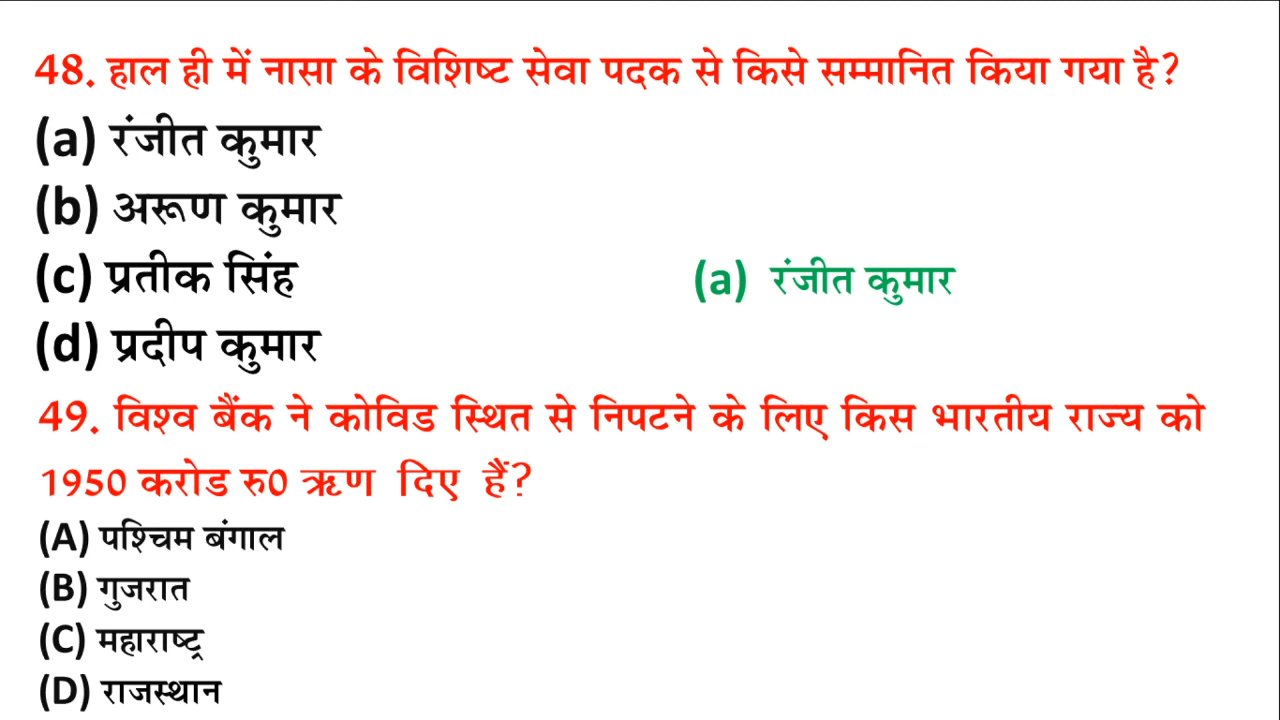 48. हाल ही में नासा के विशिष्ट सेवा पदक से किसे सम्मानित किया गया है?
(a) रंजीत कुमार
(b) अरूण कुमार
(c) प्रतीक सिंह
(a) रंजीत कुमार
(d) प्रदीप कुमार
49. विश्व बैंक ने कोविड स्थित से निपटने के लिए किस भारतीय राज्य को
1950 करोड रु0 ऋण दिए हैं?
(A) पश्चिम बंगाल
(B) गुजरात
(C) महाराष्ट्र
(D) राजस्थान